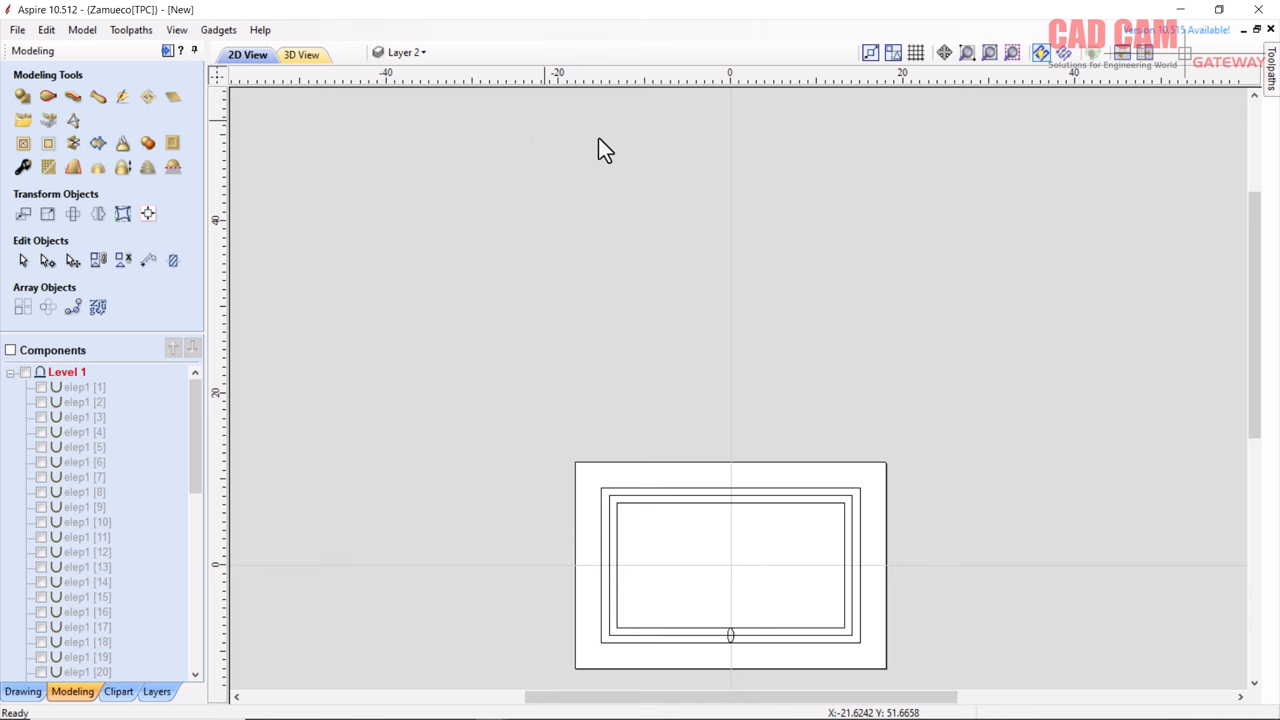 Aspire 10.512 - {Zamueco[TPC]} - [New]
File Edit Model Toolpaths View Gadgets Help
Version 10.515 Available!
CAD CAM
GATEWAY
Solutions for Engineering World
Modeling
2D View 3D View Layer 2
Toolpaths
Modeling Tools
-40 -20 0 20 40
40
20
0
Transform Objects
Edit Objects
Array Objects
Components
Level 1
elep1 [1]
elep1 [2]
elep1 [3]
elep1 [4]
elep1 [5]
elep1 [6]
elep1 [7]
elep1 [8]
elep1 [9]
elep1 [10]
elep1 [11]
elep1 [12]
elep1 [13]
elep1 [14]
elep1 [15]
elep1 [16]
elep1 [17]
elep1 [18]
elep1 [19]
elep1 [20]
Drawing Modeling Clipart Layers
Ready
X:-21.6242 Y: 51.6658